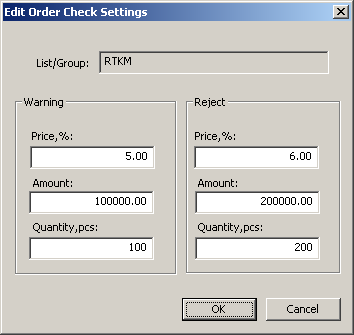 Edit Order Check Settings
List/Group: RTKM
Warning
Price,%:
5.00
Amount:
100000.00
Quantity,pcs:
100
Reject
Price,%:
6.00
Amount:
200000.00
Quantity,pcs:
200
OK Cancel